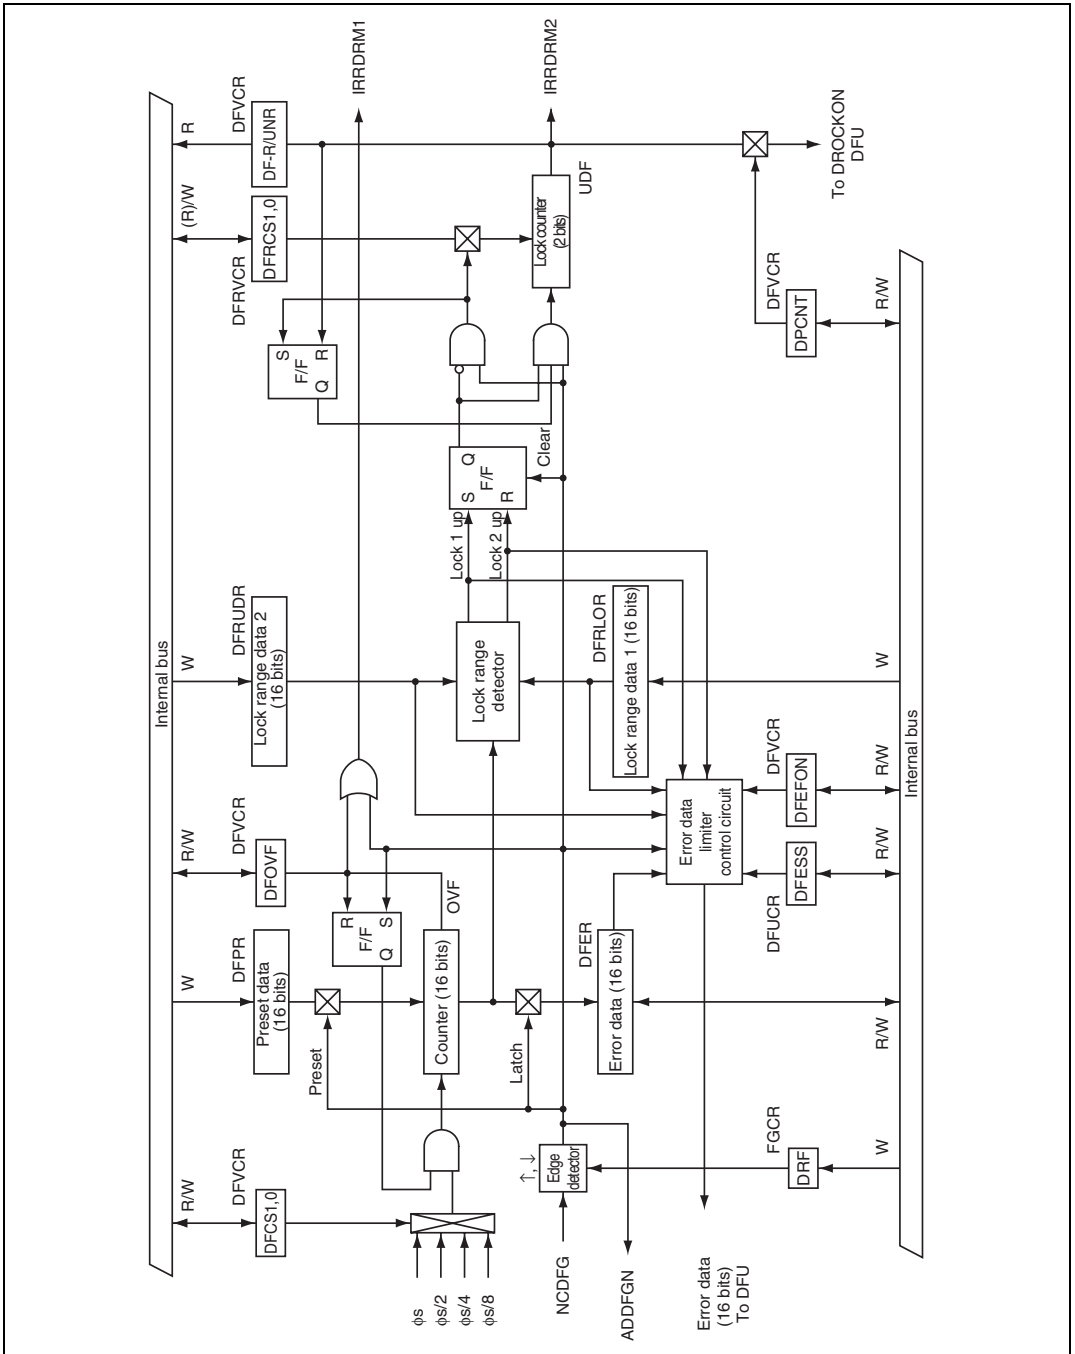 Internal bus
R/W
DFVCR
DFCS1,0
W
DFPR
Preset data
(16 bits)
R/W
DFVCR
DFOVF
W
DFRUDR
Lock range data 2
(16 bits)
(R)/W
DFRVCR
DFRCS1,0
R
DFVCR
DF-R/UNR
IRRDRM1
IRRDRM2
φs
φs/2
φs/4
φs/8
Preset
R
F/F
Q
S
OVF
Counter (16 bits)
Latch
Lock range
detector
Lock 1 up
Lock 2 up
S
Q
F/F
R
Clear
S
F/F
Q
R
Lock counter
(2 bits)
UDF
NCDFG
↑, ↓
Edge
detector
ADDFGN
DFER
Error data (16 bits)
Error data
limiter
control circuit
DFRLOR
Lock range data 1 (16 bits)
To DROCKON
DFU
Error data
(16 bits)
To DFU
FGCR
DRF
W
R/W
DFUCR
DFESS
R/W
DFVCR
DFEFON
R/W
W
DFVCR
DPCNT
R/W
Internal bus